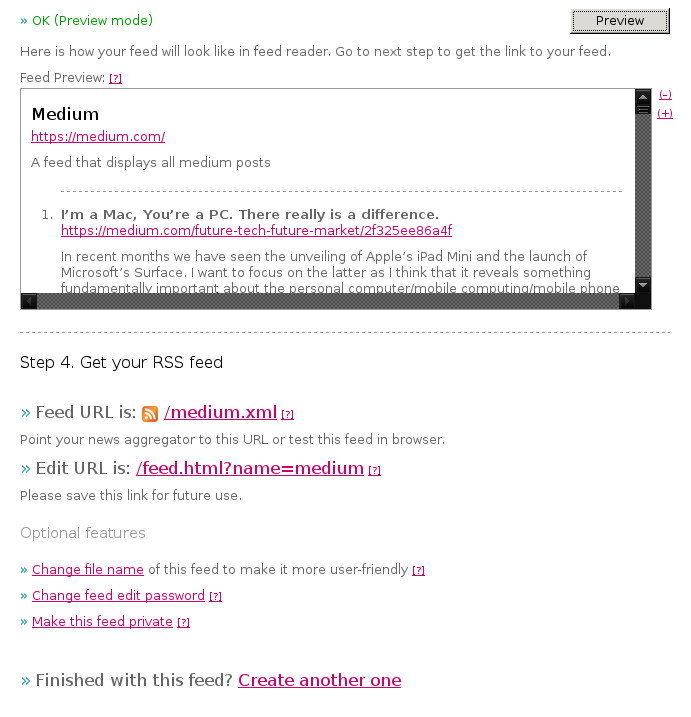 » OK (Preview mode)
Preview
Here is how your feed will look like in feed reader. Go to next step to get the link to your feed.
Feed Preview: [?]
(–)
(+)
Medium
https://medium.com/
A feed that displays all medium posts
1. I’m a Mac, You’re a PC. There really is a difference.
https://medium.com/future-tech-future-market/2f325ee86a4f
In recent months we have seen the unveiling of Apple’s iPad Mini and the launch of
Microsoft’s Surface. I want to focus on the latter as I think that it reveals something
fundamentally important about the personal computer/mobile computing/mobile phone
Step 4. Get your RSS feed
» Feed URL is: /medium.xml [?]
Point your news aggregator to this URL or test this feed in browser.
» Edit URL is: /feed.html?name=medium [?]
Please save this link for future use.
Optional features
» Change file name of this feed to make it more user-friendly [?]
» Change feed edit password [?]
» Make this feed private [?]
» Finished with this feed? Create another one